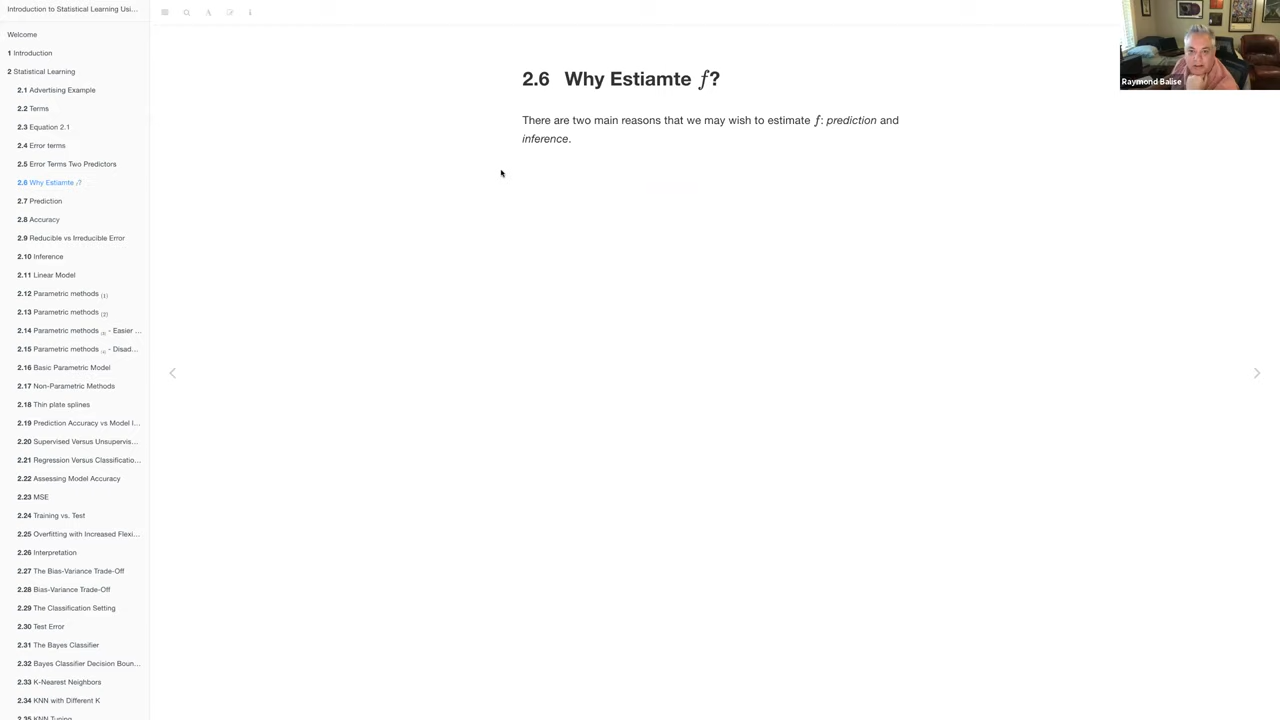 Introduction to Statistical Learning Usi...
Welcome
1 Introduction
2 Statistical Learning
2.1 Advertising Example
2.2 Terms
2.3 Equation 2.1
2.4 Error terms
2.5 Error Terms Two Predictors
2.6 Why Estiamte f?
2.7 Prediction
2.8 Accuracy
2.9 Reducible vs Irreducible Error
2.10 Inference
2.11 Linear Model
2.12 Parametric methods (1)
2.13 Parametric methods (2)
2.14 Parametric methods - Easier ...
2.15 Parametric methods - Disad...
2.16 Basic Parametric Model
2.17 Non-Parametric Methods
2.18 Thin plate splines
2.19 Prediction Accuracy vs Model I...
2.20 Supervised Versus Unsupervis...
2.21 Regression Versus Classificatio...
2.22 Assessing Model Accuracy
2.23 MSE
2.24 Training vs. Test
2.25 Overfitting with Increased Flexi...
2.26 Interpretation
2.27 The Bias-Variance Trade-Off
2.28 Bias-Variance Trade-Off
2.29 The Classification Setting
2.30 Test Error
2.31 The Bayes Classifier
2.32 Bayes Classifier Decision Boun...
2.33 K-Nearest Neighbors
2.34 KNN with Different K
2.35 KNN Tuning
2.6 Why Estiamte f?
There are two main reasons that we may wish to estimate f: prediction and
inference.
Raymond Balise